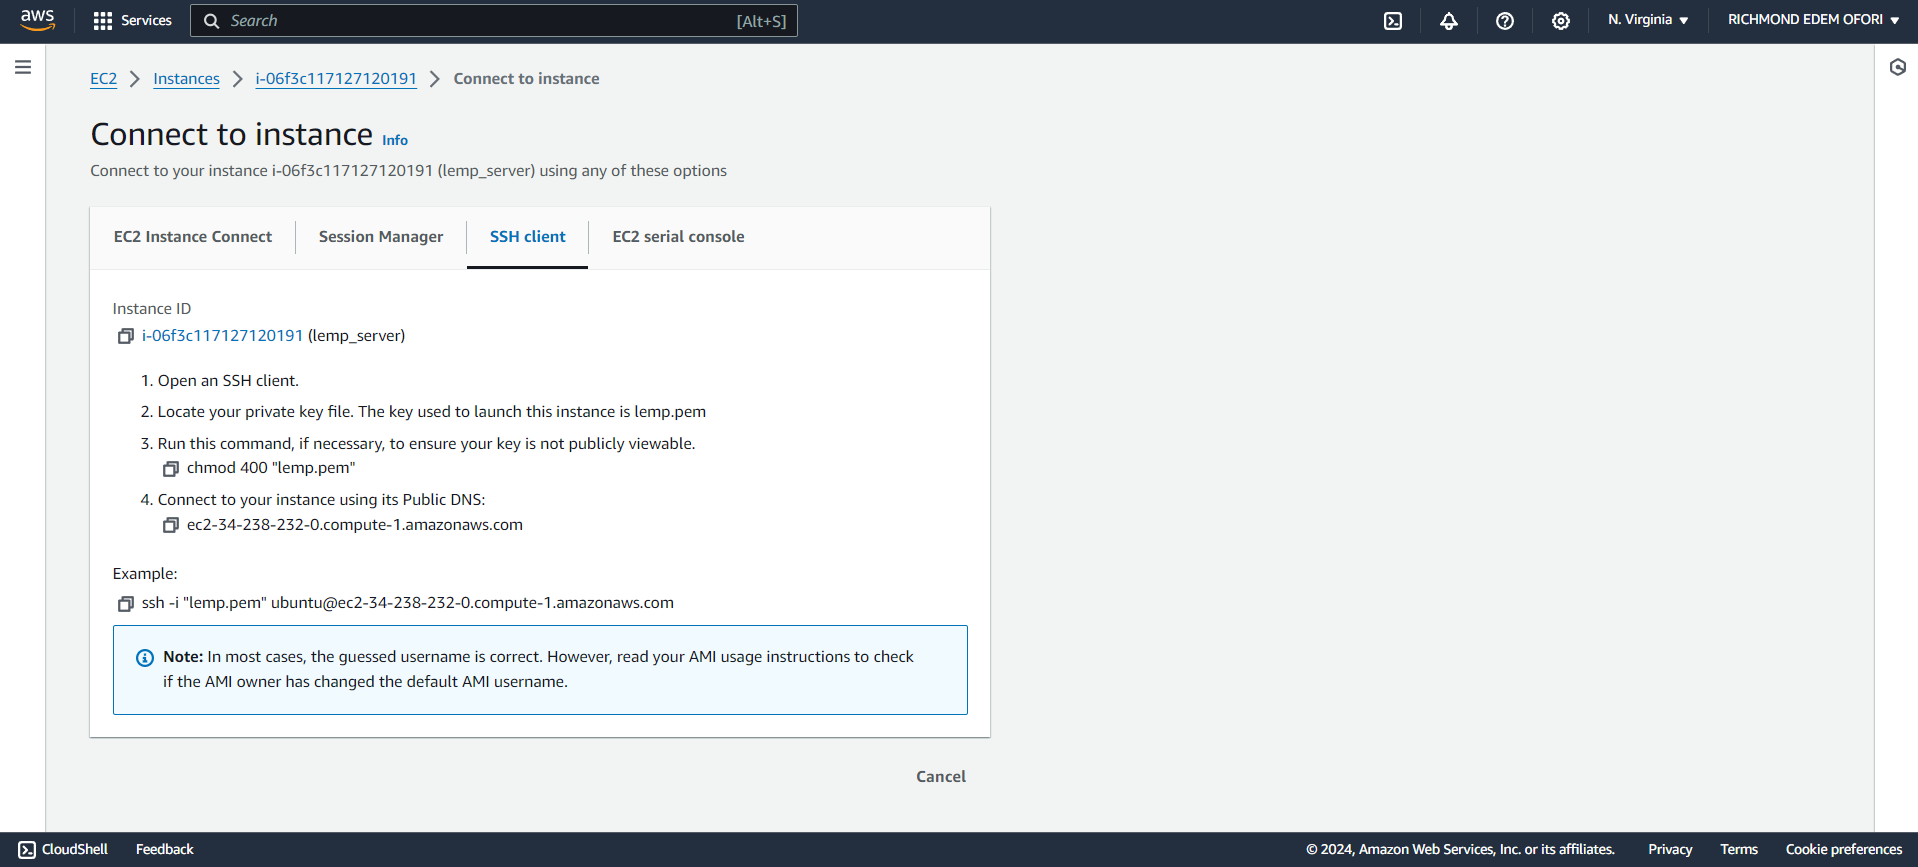 aws Services Search [Alt+S] N. Virginia RICHMOND EDEM OFORI
EC2 Instances i-06f3c117127120191 Connect to instance
Connect to instance Info
Connect to your instance i-06f3c117127120191 (lemp_server) using any of these options
EC2 Instance Connect Session Manager SSH client EC2 serial console
Instance ID
i-06f3c117127120191 (lemp_server)
1. Open an SSH client.
2. Locate your private key file. The key used to launch this instance is lemp.pem
3. Run this command, if necessary, to ensure your key is not publicly viewable.
chmod 400 "lemp.pem"
4. Connect to your instance using its Public DNS:
ec2-34-238-232-0.compute-1.amazonaws.com
Example:
ssh -i "lemp.pem" ubuntu@ec2-34-238-232-0.compute-1.amazonaws.com
Note: In most cases, the guessed username is correct. However, read your AMI usage instructions to check
if the AMI owner has changed the default AMI username.
Cancel
CloudShell Feedback © 2024, Amazon Web Services, Inc. or its affiliates. Privacy Terms Cookie preferences